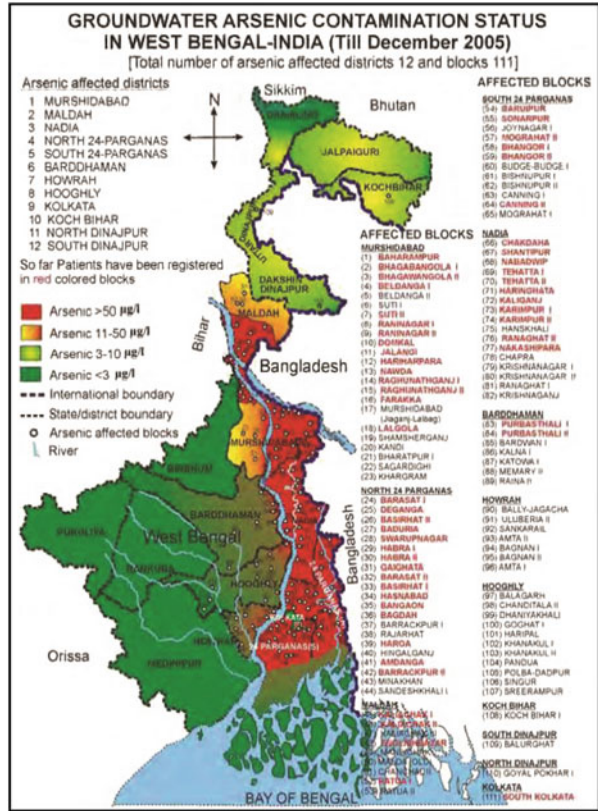 GROUNDWATER ARSENIC CONTAMINATION STATUS
IN WEST BENGAL-INDIA (Till December 2005)
[Total number of arsenic affected districts 12 and blocks 111]
Arsenic affected districts
1 MURSHIDABAD
2 MALDAH
3 NADIA
4 NORTH 24-PARGANAS
5 SOUTH 24-PARGANAS
6 BARDDHAMAN
7 HOWRAH
8 HOOGHLY
9 KOLKATA
10 KOCH BIHAR
11 NORTH DINAJPUR
12 SOUTH DINAJPUR
So far Patients have been registered
in red colored blocks
Arsenic >50 µg/l
Arsenic 11-50 µg/l
Arsenic 3-10 µg/l
Arsenic <3 µg/l
International boundary
State/district boundary
Arsenic affected blocks
River
N
Sikkim
Bhutan
JALPAIGURI
KOCHBIHAR
UTTAR DINAJPUR
DAKSHIN
DINAJPUR
MALDAH
Bihar
Bangladesh
BIRBHUM
BARDDHAMAN
West Bengal
PURULIYA
BANKURA
HOOGHLY
MEDINIPUR
Orissa
Bangladesh
PARGANAS(S)
BAY OF BENGAL
AFFECTED BLOCKS
MURSHIDABAD
(1) BAHARAMPUR
(2) BHAGABANGOLA I
(3) BHAGAWANGOLA II
(4) BELDANGA I
(5) BELDANGA II
(6) SUTI I
(7) SUTI II
(8) RANINAGAR I
(9) RANINAGAR II
(10) DOMKAL
(11) JALANGI
(12) HARIHARPARA
(13) NAWDA
(14) RAGHUNATHGANJ I
(15) RAGHUNATHGANJ II
(16) FARAKKA
(17) MURSHIDABAD
(Jiaganj-Lalbag)
(18) LALGOLA
(19) SHAMSHERGANJ
(20) KANDI
(21) BHARATPUR I
(22) SAGARDIGHI
(23) KHARGRAM
NORTH 24 PARGANAS
(24) BARASAT I
(25) DEGANGA
(26) BASIRHAT II
(27) BADURIA
(28) SWARUPNAGAR
(29) HABRA I
(30) HABRA II
(31) GAIGHATA
(32) BARASAT II
(33) BASIRHAT I
(34) HASNABAD
(35) BANGAON
(36) BAGDAH
(37) BARRACKPUR I
(38) RAJARHAT
(39) HARGA
(40) HINGALGANJ
(41) AMDANGA
(42) BARRACKPUR II
(43) MINAKHAN
(44) SANDESHKHALI I
MALDAH
AFFECTED BLOCKS
SOUTH 24 PARGANAS
(54) BARUIPUR
(55) SONARPUR
(56) JOYNAGAR I
(57) MOGRAHAT II
(58) BHANGOR I
(59) BHANGOR II
(60) BUDGE-BUDGE I
(61) BISHNUPUR I
(62) BISHNUPUR II
(63) CANNING I
(64) CANNING II
(65) MOGRAHAT I
NADIA
(66) CHAKDAHA
(67) SHANTIPUR
(68) NABADWIP
(69) TEHATTA I
(70) TEHATTA II
(71) HARINGHATA
(72) KALIGANJ
(73) KARIMPUR I
(74) KARIMPUR II
(75) HANSKHALI
(76) RANAGHAT II
(77) NAKASHIPARA
(78) CHAPRA
(79) KRISHNANAGAR I
(80) KRISHNANAGAR II
(81) RANAGHAT I
(82) KRISHNAGANJ
BARDDHAMAN
(83) PURBASTHALI I
(84) PURBASTHALI II
(85) BARDWAN I
(86) KALNA I
(87) KATOWA I
(88) MEMARY II
(89) RAINA II
HOWRAH
(90) BALLY-JAGACHA
(91) ULUBERIA II
(92) SANKARAIL
(93) AMTA II
(94) BAGNAN I
(95) BAGNAN II
(96) AMTA I
HOOGHLY
(97) BALAGARH
(98) CHANDITALA II
(99) DHANIYAKHALI
(100) GOGHAT I
(101) HARIPAL
(102) KHANAKUL I
(103) KHANAKUL II
(104) PANDUA
(105) POLBA-DADPUR
(106) SINGUR
(107) SREERAMPUR
KOCH BIHAR
(108) KOCH BIHAR I
SOUTH DINAJPUR
(109) BALURGHAT
NORTH DINAJPUR
(110) GOYAL POKHAR I
KOLKATA
(111) SOUTH KOLKATA